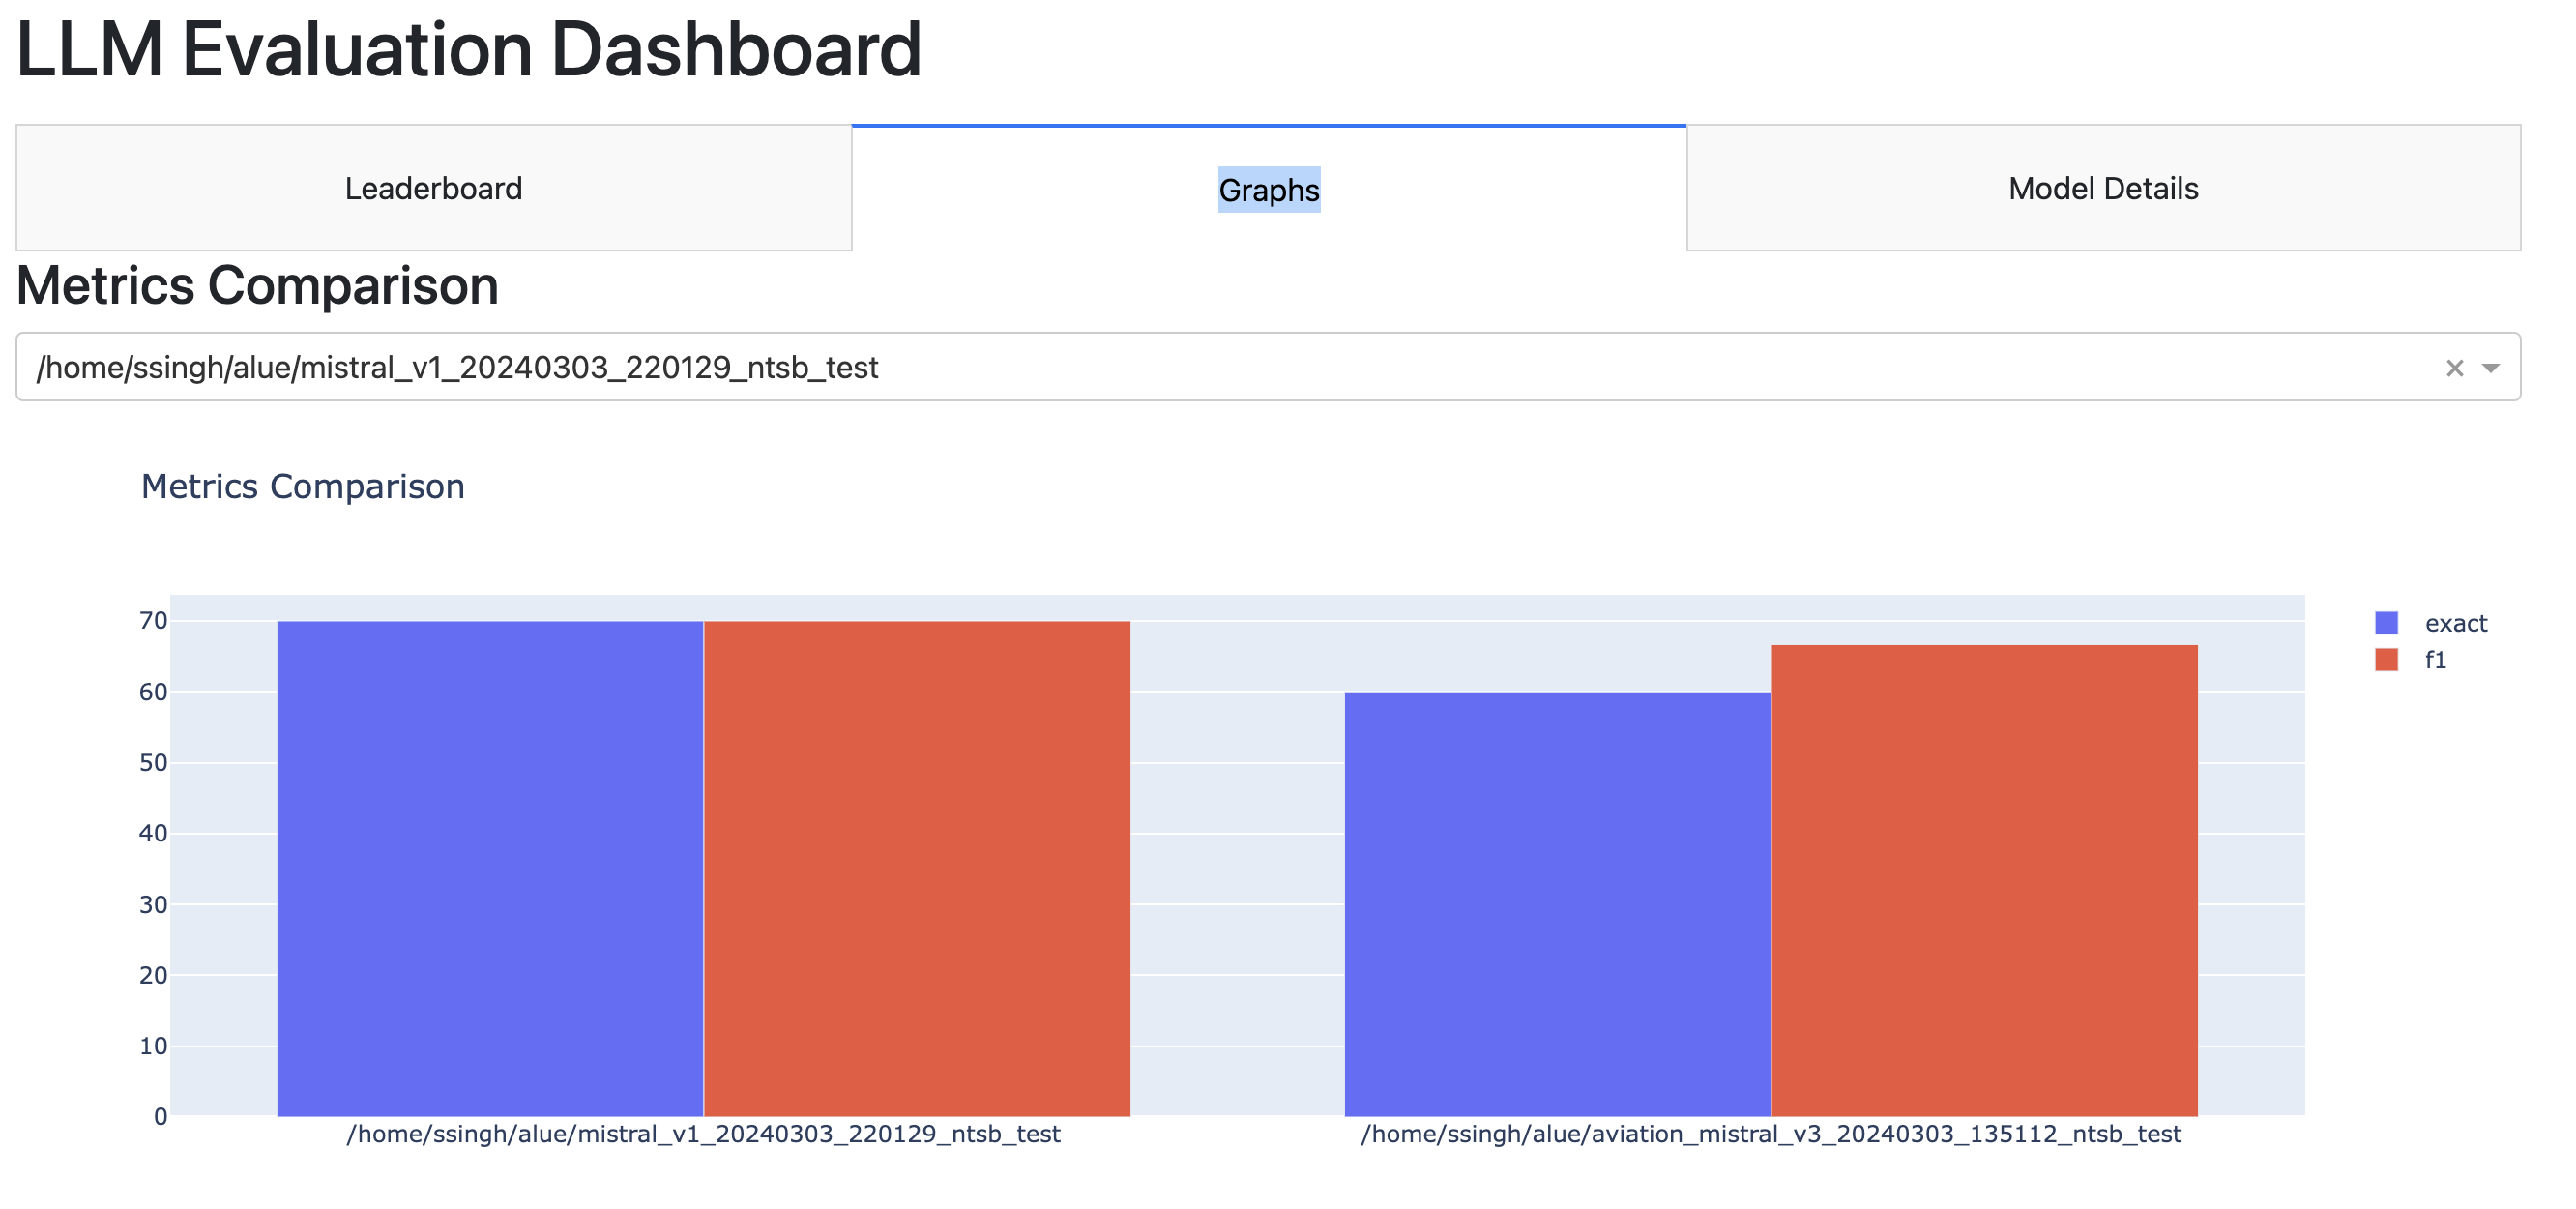 LLM Evaluation Dashboard
Leaderboard
Graphs
Model Details
Metrics Comparison
/home/ssingh/alue/mistral_v1_20240303_220129_ntsb_test
Metrics Comparison
70
60
50
40
30
20
10
0
/home/ssingh/alue/mistral_v1_20240303_220129_ntsb_test
/home/ssingh/alue/aviation_mistral_v3_20240303_135112_ntsb_test
exact
f1